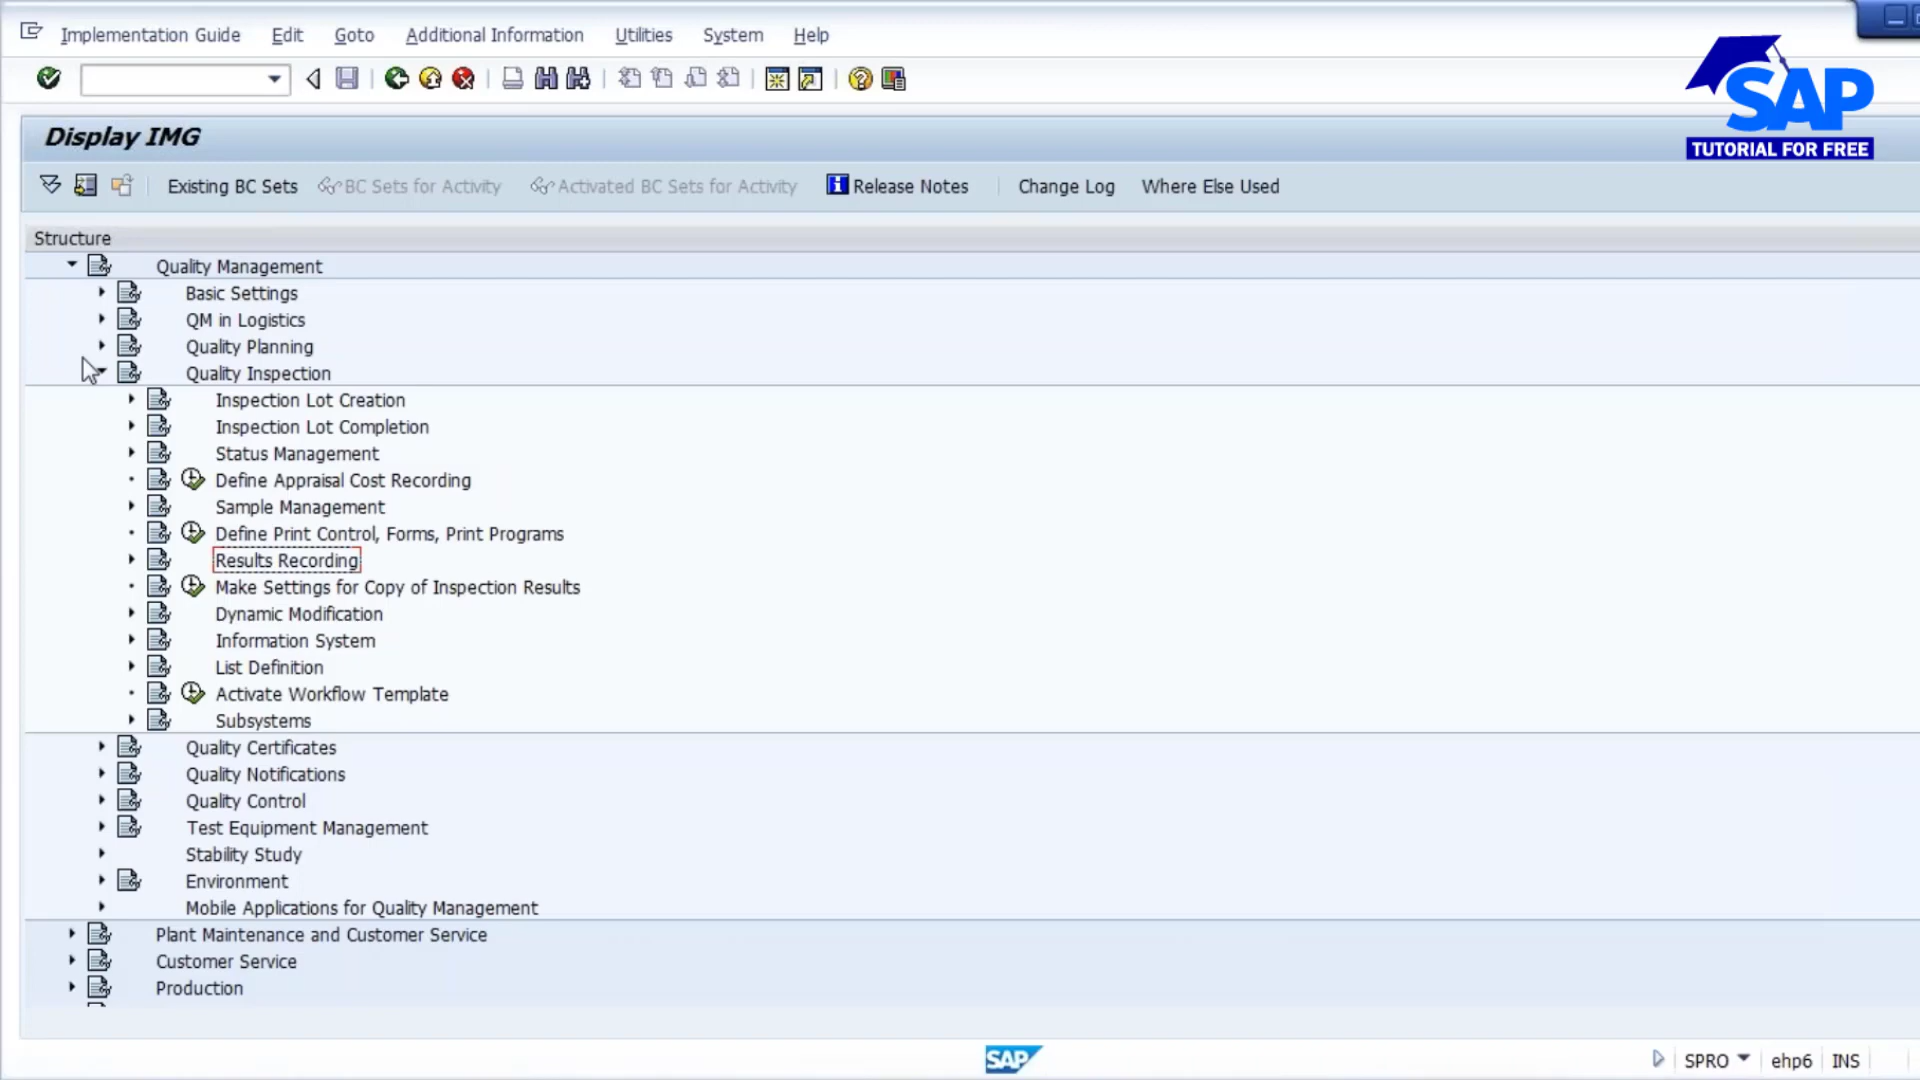 Implementation Guide Edit Goto Additional Information Utilities System Help
SAP
TUTORIAL FOR FREE
Display IMG
Existing BC Sets BC Sets for Activity Activated BC Sets for Activity Release Notes Change Log Where Else Used
Structure
Quality Management
Basic Settings
QM in Logistics
Quality Planning
Quality Inspection
Inspection Lot Creation
Inspection Lot Completion
Status Management
Define Appraisal Cost Recording
Sample Management
Define Print Control, Forms, Print Programs
Results Recording
Make Settings for Copy of Inspection Results
Dynamic Modification
Information System
List Definition
Activate Workflow Template
Subsystems
Quality Certificates
Quality Notifications
Quality Control
Test Equipment Management
Stability Study
Environment
Mobile Applications for Quality Management
Plant Maintenance and Customer Service
Customer Service
Production
SAP SPRO ehp6 INS